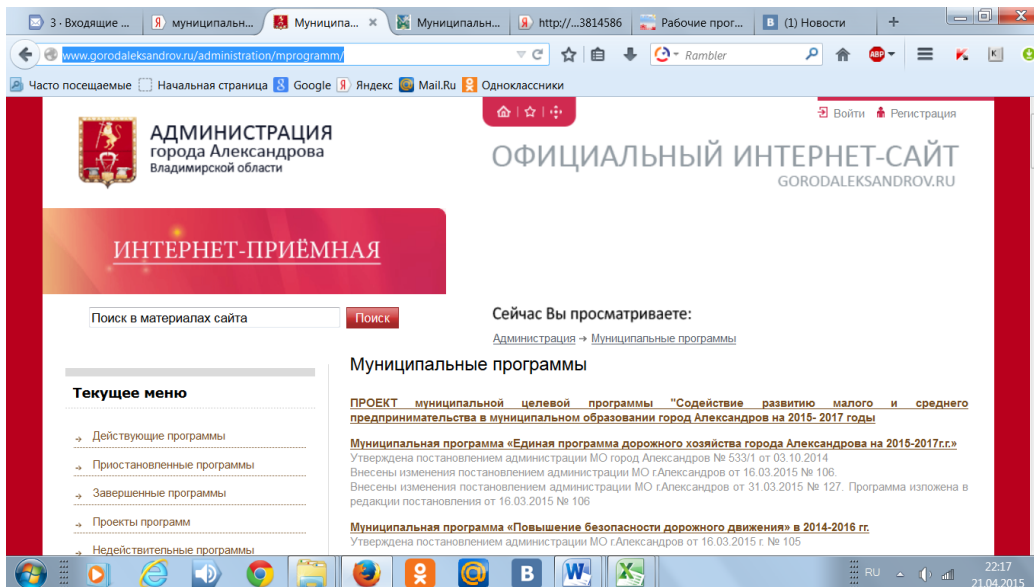 3 · Входящие ...
муниципальн...
Муниципа...
Муниципальн...
http://...3814586
Рабочие прог...
(1) Новости
www.gorodaleksandrov.ru/administration/mprogramm/
Rambler
ABP
Часто посещаемые
Начальная страница
Google
Яндекс
Mail.Ru
Одноклассники
Войти
Регистрация
АДМИНИСТРАЦИЯ
города Александрова
Владимирской области
ОФИЦИАЛЬНЫЙ ИНТЕРНЕТ-САЙТ
GORODALEKSANDROV.RU
ИНТЕРНЕТ-ПРИЁМНАЯ
Поиск в материалах сайта
Поиск
Сейчас Вы просматриваете:
Администрация → Муниципальные программы
Текущее меню
Действующие программы
Приостановленные программы
Завершенные программы
Проекты программ
Недействительные программы
Муниципальные программы
ПРОЕКТ муниципальной целевой программы "Содействие развитию малого и среднего
предпринимательства в муниципальном образовании город Александров на 2015- 2017 годы
Муниципальная программа «Единая программа дорожного хозяйства города Александрова на 2015-2017г.г.»
Утверждена постановлением администрации МО город Александров № 533/1 от 03.10.2014
Внесены изменения постановлением администрации МО г.Александров от 16.03.2015 № 106.
Внесены изменения постановлением администрации МО г.Александров от 31.03.2015 № 127. Программа изложена в
редакции постановления от 16.03.2015 № 106
Муниципальная программа «Повышение безопасности дорожного движения» в 2014-2016 гг.
Утверждена постановлением администрации МО г.Александров от 16.03.2015 г. № 105
RU
22:17